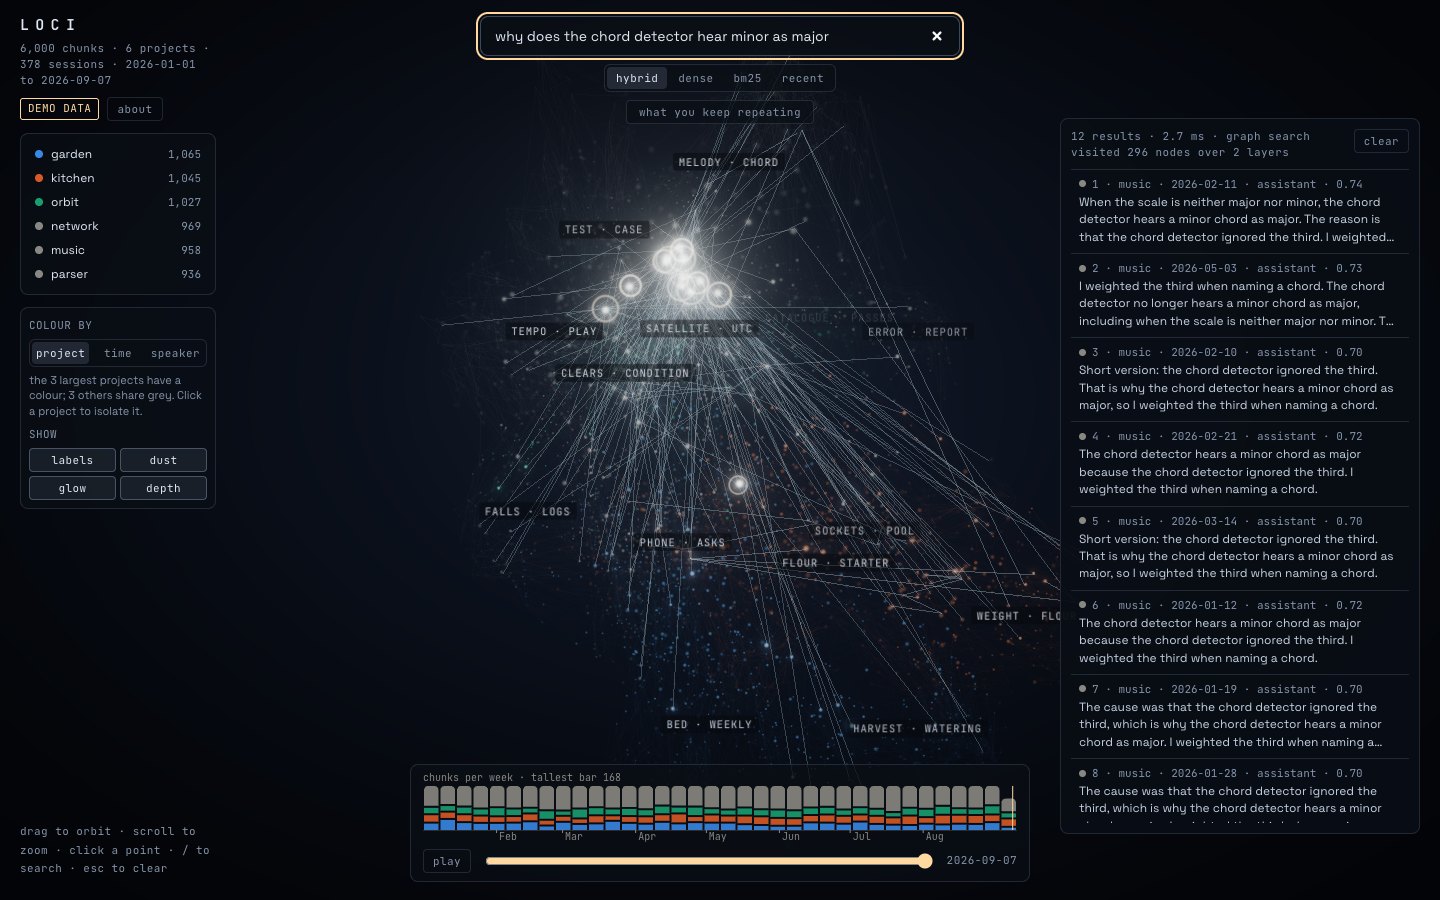 LOCI
6,000 chunks · 6 projects ·
378 sessions · 2026-01-01
to 2026-09-07
DEMO DATA
about
garden 1,065
kitchen 1,045
orbit 1,027
network 969
music 958
parser 936
COLOUR BY
project time speaker
the 3 largest projects have a
colour; 3 others share grey. Click
a project to isolate it.
SHOW
labels dust
glow depth
drag to orbit · scroll to
zoom · click a point · / to
search · esc to clear
why does the chord detector hear minor as major ×
hybrid dense bm25 recent
what you keep repeating
MELODY · CHORD
TEST · CASE
TEMPO · PLAY
SATELLITE · UTC
ERROR · REPORT
CLEARS · CONDITION
FALLS · LOGS
PHONE · ASKS
SOCKETS · POOL
FLOUR · STARTER
WEIGHT · FLO
BED · WEEKLY
HARVEST · WATERING
chunks per week · tallest bar 168
Feb Mar Apr May Jun Jul Aug
play 2026-09-07
12 results · 2.7 ms · graph search
visited 296 nodes over 2 layers
clear
1 · music · 2026-02-11 · assistant · 0.74
When the scale is neither major nor minor, the chord
detector hears a minor chord as major. The reason is
that the chord detector ignored the third. I weighted…
2 · music · 2026-05-03 · assistant · 0.73
I weighted the third when naming a chord. The chord
detector no longer hears a minor chord as major,
including when the scale is neither major nor minor. T…
3 · music · 2026-02-10 · assistant · 0.70
Short version: the chord detector ignored the third.
That is why the chord detector hears a minor chord as
major, so I weighted the third when naming a chord.
4 · music · 2026-02-21 · assistant · 0.72
The chord detector hears a minor chord as major
because the chord detector ignored the third. I
weighted the third when naming a chord.
5 · music · 2026-03-14 · assistant · 0.70
Short version: the chord detector ignored the third.
That is why the chord detector hears a minor chord as
major, so I weighted the third when naming a chord.
6 · music · 2026-01-12 · assistant · 0.72
The chord detector hears a minor chord as major
because the chord detector ignored the third. I
weighted the third when naming a chord.
7 · music · 2026-01-19 · assistant · 0.70
The cause was that the chord detector ignored the
third, which is why the chord detector hears a minor
chord as major. I weighted the third when naming a…
8 · music · 2026-01-28 · assistant · 0.70
The cause was that the chord detector ignored the
third, which is why the chord detector hears a minor